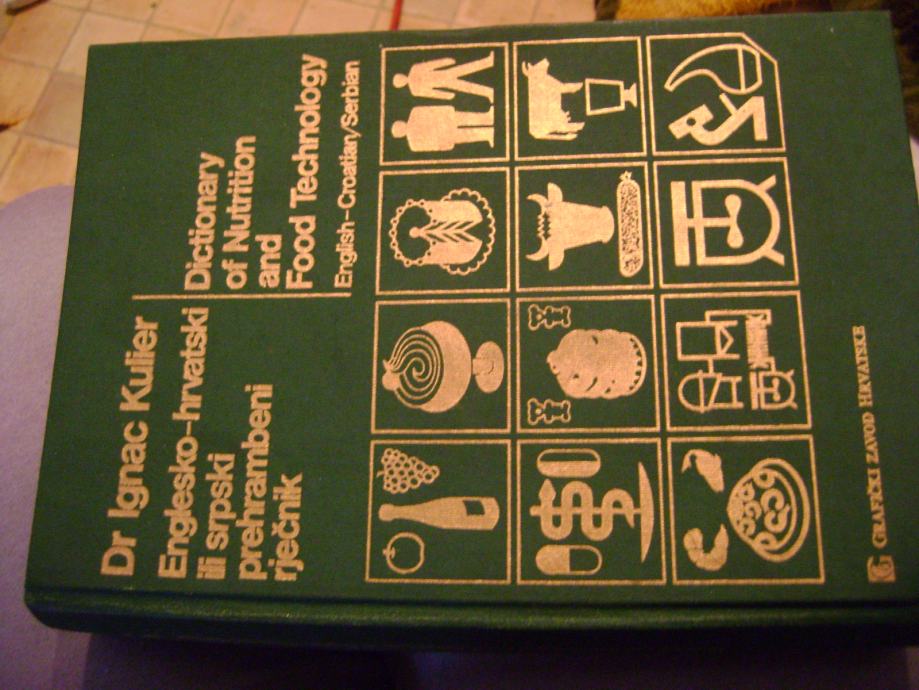 Dr Ignac Kulier
Englesko-hrvatski
ili srpski
prehrambeni
rječnik
Dictionary
of Nutrition
and
Food Technology
English-Croatian/Serbian
GRAFIČKI ZAVOD HRVATSKE